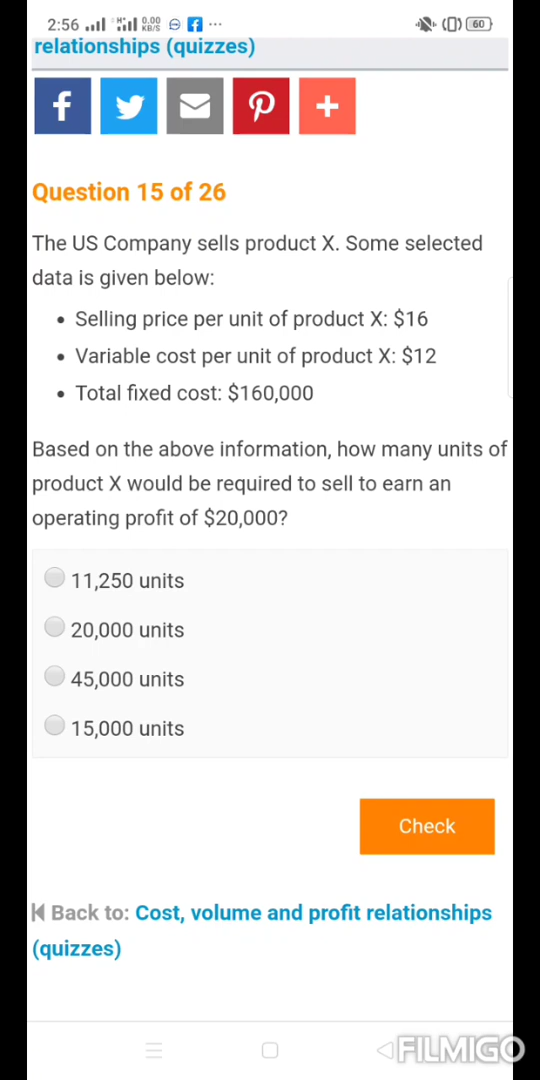 2:56 0.00 KB/S 60
relationships (quizzes)
Question 15 of 26
The US Company sells product X. Some selected
data is given below:
• Selling price per unit of product X: $16
• Variable cost per unit of product X: $12
• Total fixed cost: $160,000
Based on the above information, how many units of
product X would be required to sell to earn an
operating profit of $20,000?
11,250 units
20,000 units
45,000 units
15,000 units
Check
Back to: Cost, volume and profit relationships
(quizzes)
FILMIGO